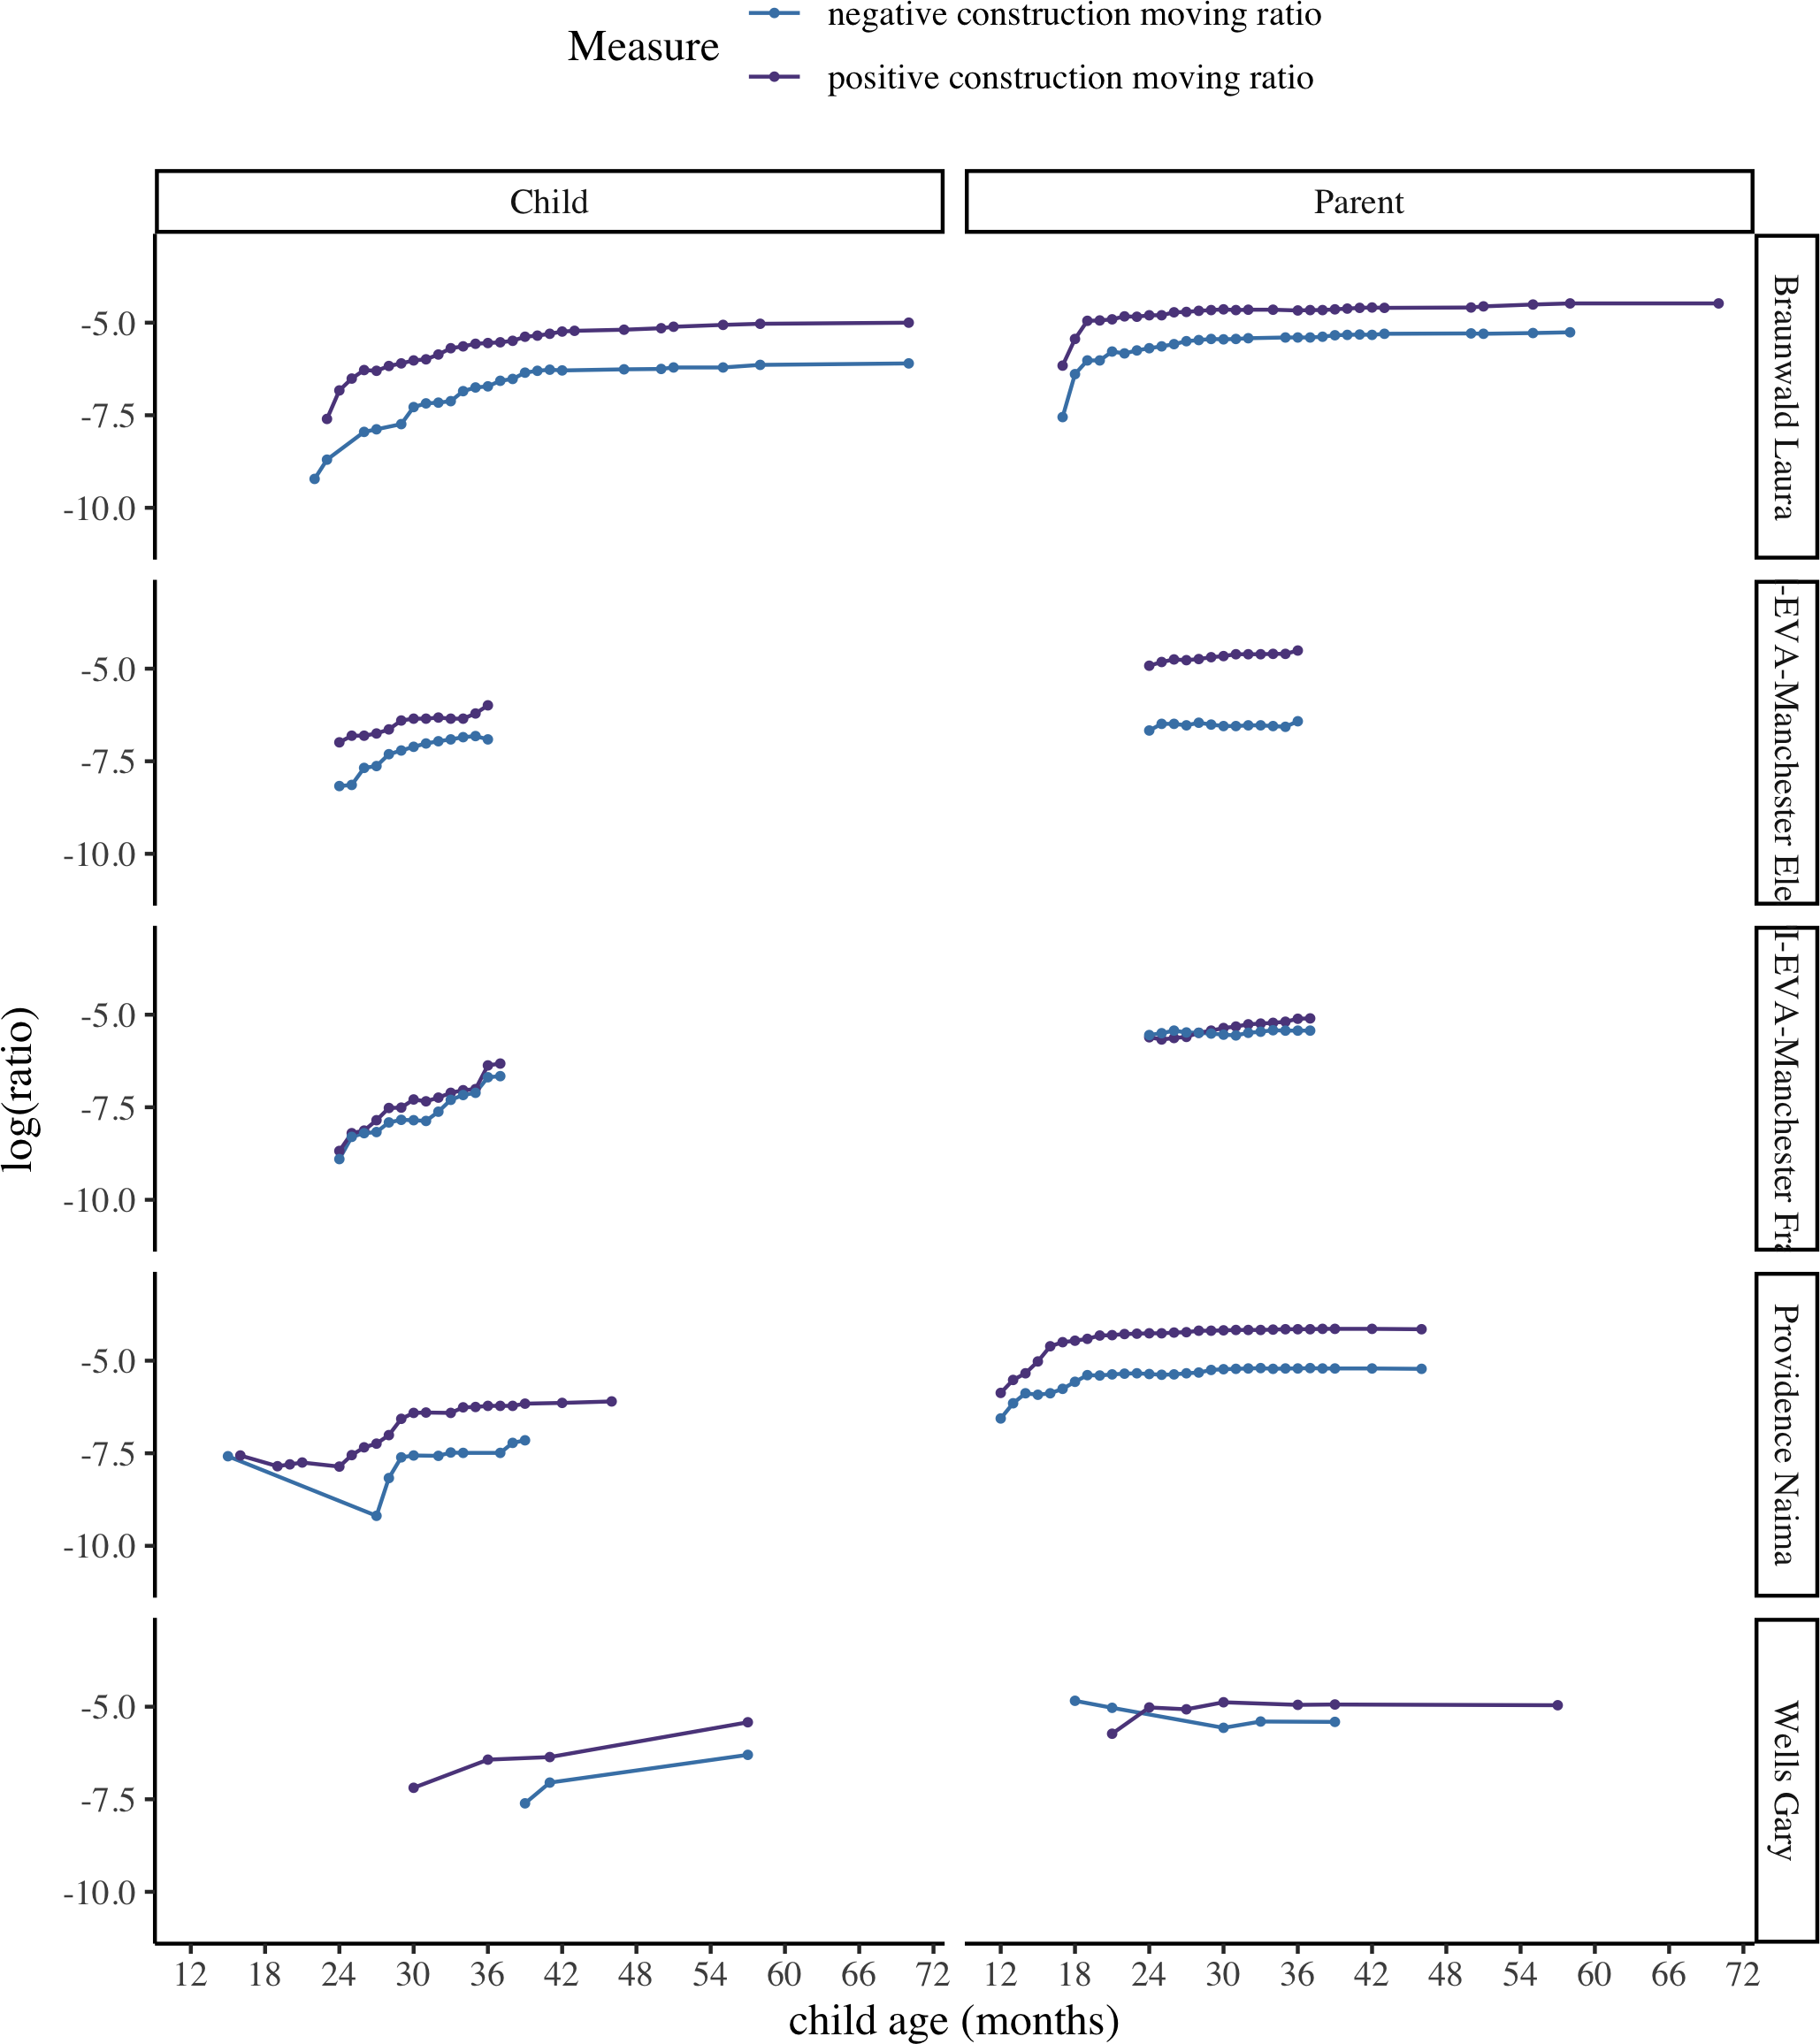 Measure
negative construction moving ratio
positive construction moving ratio
Child
Parent
-5.0
-7.5
-10.0
Braunwald Laura
-5.0
-7.5
-10.0
-EVA-Manchester Ele
-5.0
-7.5
-10.0
I-EVA-Manchester Fra
-5.0
-7.5
-10.0
Providence Naima
-5.0
-7.5
-10.0
Wells Gary
log(ratio)
12 18 24 30 36 42 48 54 60 66 72
12 18 24 30 36 42 48 54 60 66 72
child age (months)